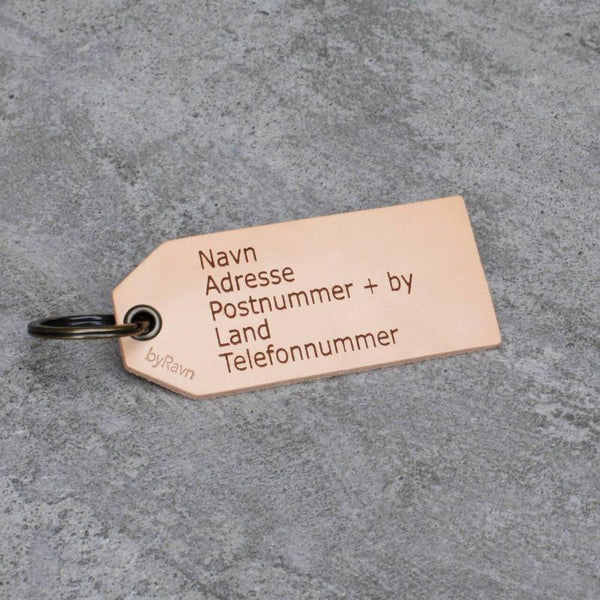 Navn
Adresse
Postnummer + by
Land
Telefonnummer
byRavn